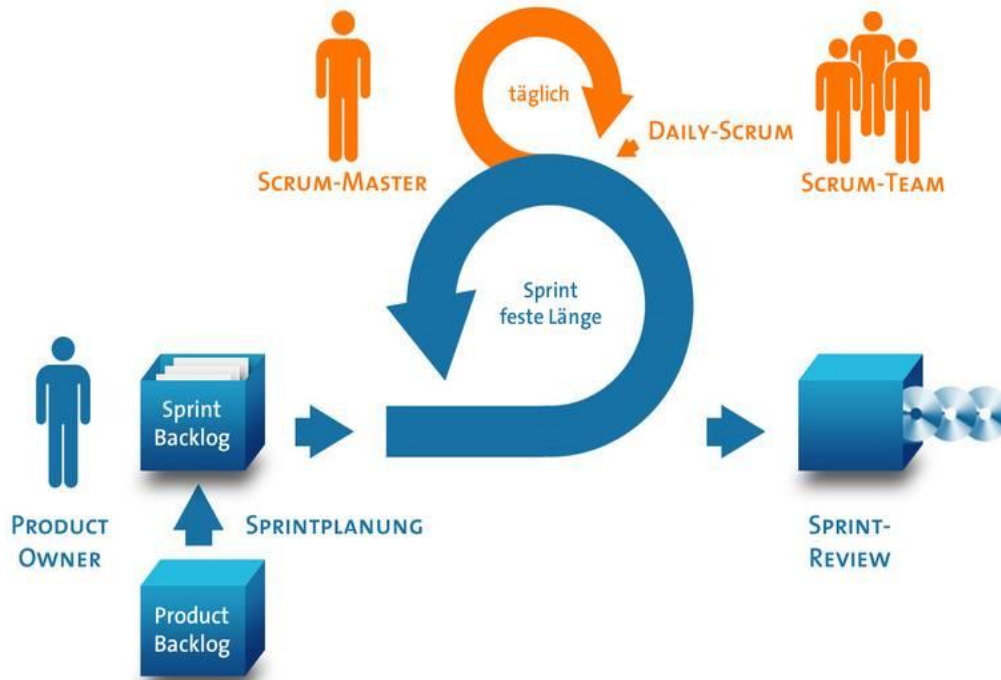 täglich
DAILY-SCRUM
SCRUM-MASTER
SCRUM-TEAM
Sprint
feste Länge
Sprint
Backlog
PRODUCT
OWNER
SPRINTPLANUNG
SPRINT-
REVIEW
Product
Backlog